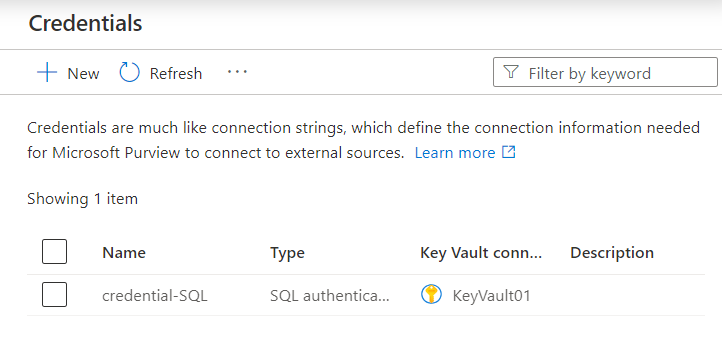 Credentials
New Refresh ... Filter by keyword
Credentials are much like connection strings, which define the connection information needed
for Microsoft Purview to connect to external sources. Learn more
Showing 1 item
Name Type Key Vault conn... Description
credential-SQL SQL authentica... KeyVault01